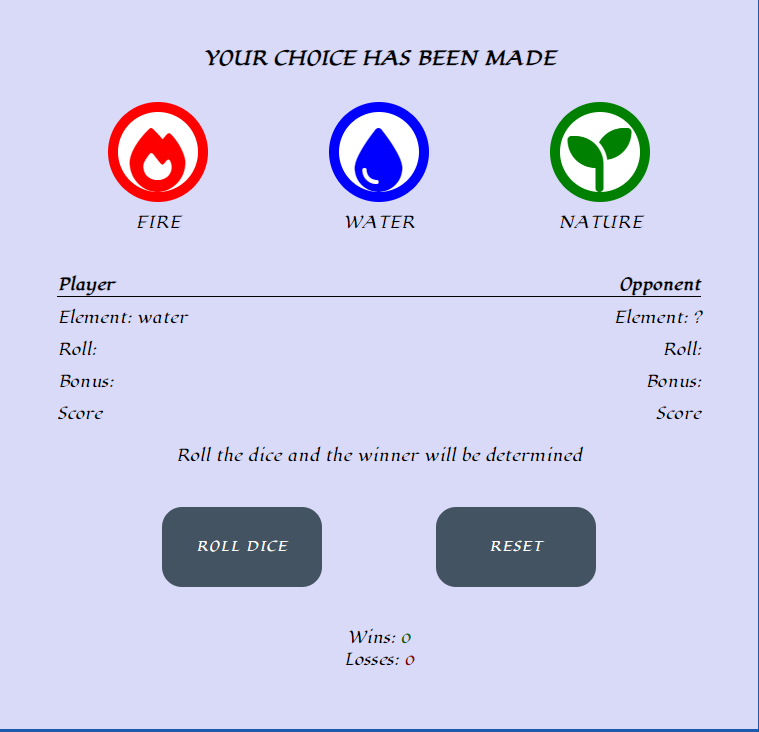 YOUR CHOICE HAS BEEN MADE
FIRE WATER NATURE
Player Opponent
Element: water Element: ?
Roll: Roll:
Bonus: Bonus:
Score Score
Roll the dice and the winner will be determined
ROLL DICE RESET
Wins: 0
Losses: 0